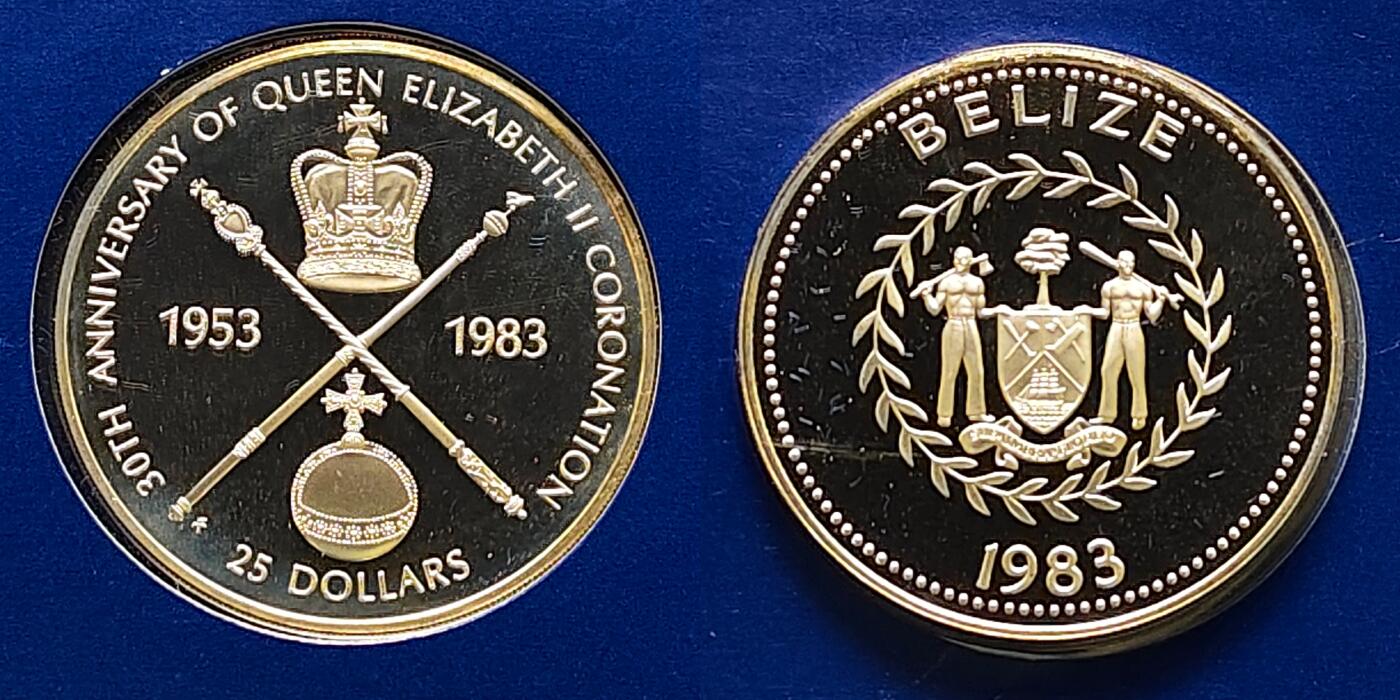 30TH ANNIVERSARY OF QUEEN ELIZABETH II CORONATION
1953
1983
25 DOLLARS
BELIZE
1983